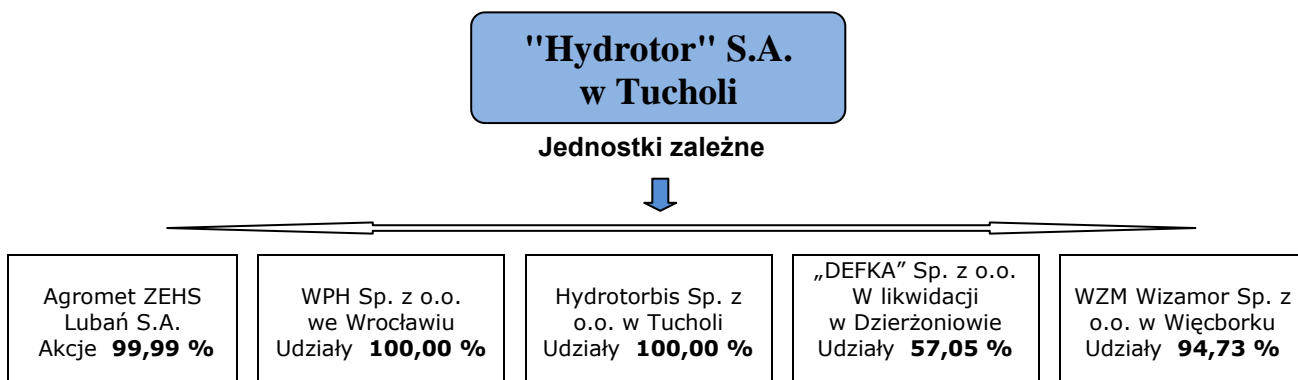 "Hydrotor" S.A.
w Tucholi
Jednostki zależne
Agromet ZEHS
Lubań S.A.
Akcje 99,99 %
WPH Sp. z o.o.
we Wrocławiu
Udziały 100,00 %
Hydrotorbis Sp. z
o.o. w Tucholi
Udziały 100,00 %
„DEFKA” Sp. z o.o.
W likwidacji
w Dzierżoniowie
Udziały 57,05 %
WZM Wizamor Sp. z
o.o. w Więcborku
Udziały 94,73 %